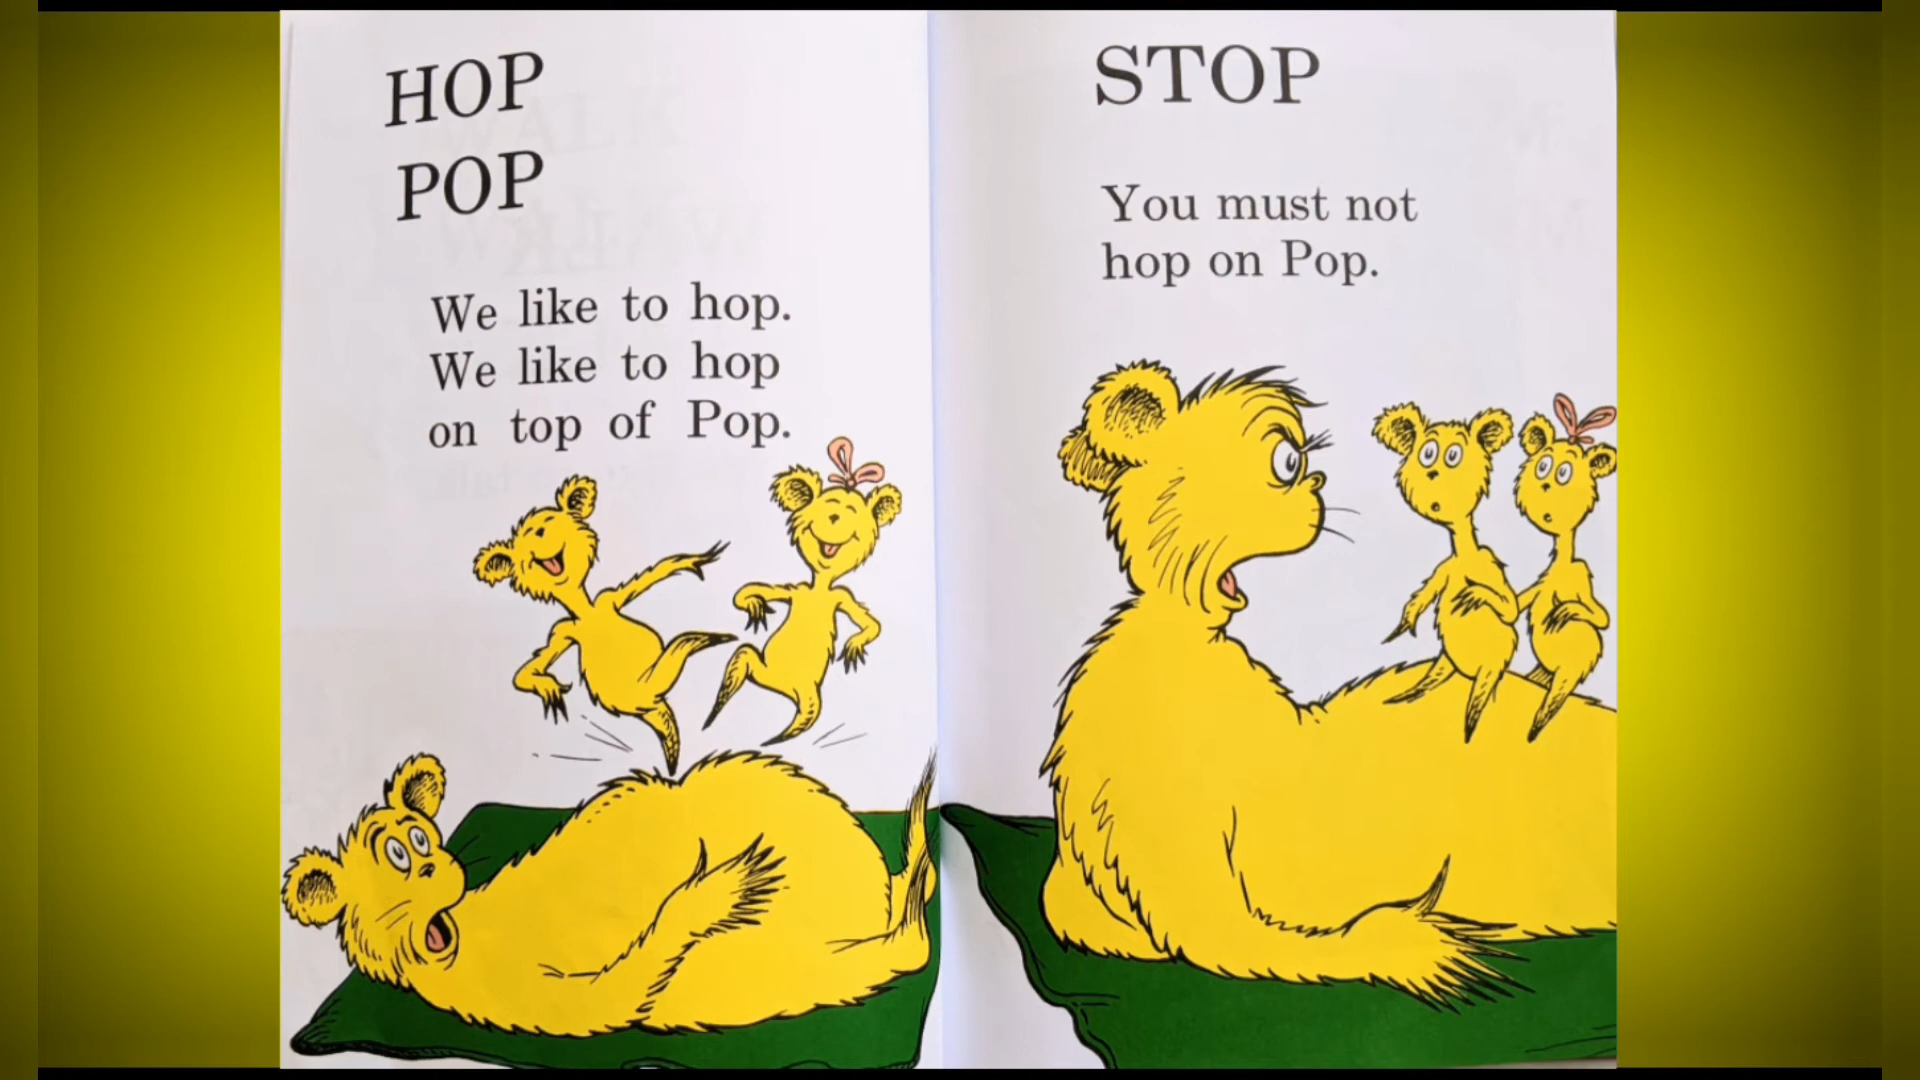 HOP
POP
We like to hop.
We like to hop
on top of Pop.
STOP
You must not
hop on Pop.